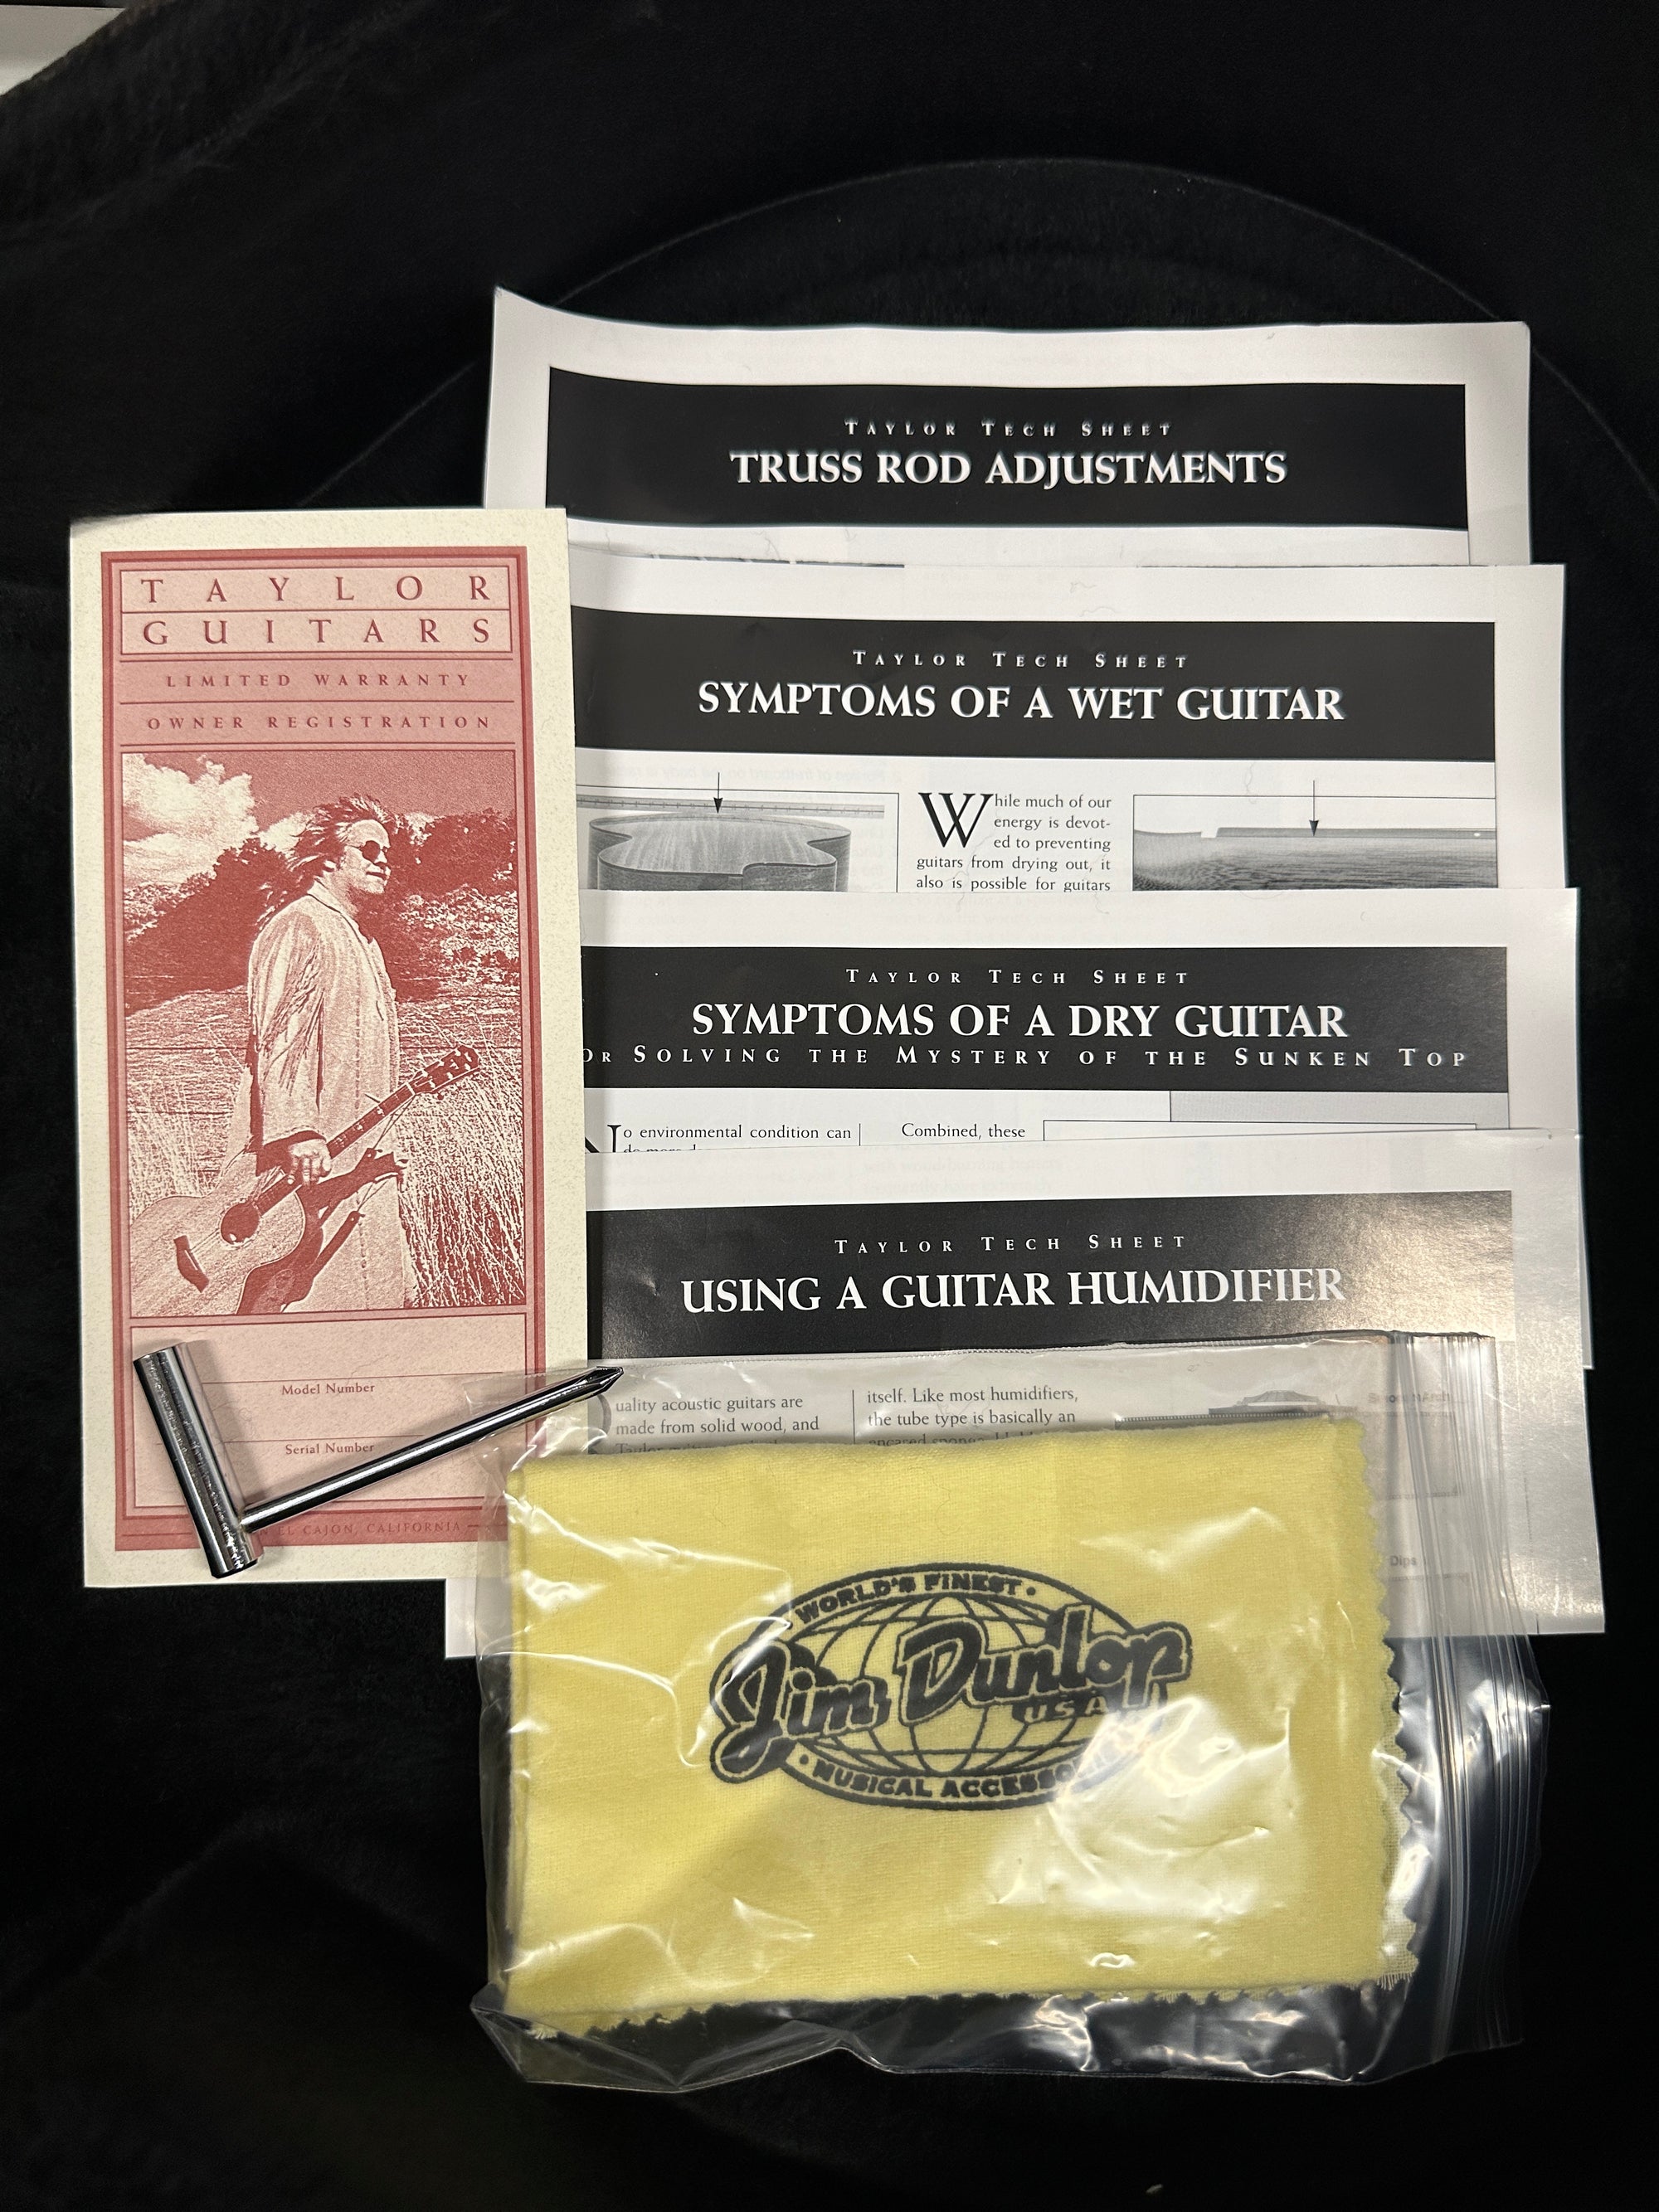 TAYLOR TECH SHEET
TRUSS ROD ADJUSTMENTS
TAYLOR TECH SHEET
SYMPTOMS OF A WET GUITAR
While much of our
energy is devot-
ed to preventing
guitars from drying out, it
also is possible for guitars
TAYLOR TECH SHEET
SYMPTOMS OF A DRY GUITAR
OR SOLVING THE MYSTERY OF THE SUNKEN TOP
No environmental condition can
Combined, these
TAYLOR TECH SHEET
USING A GUITAR HUMIDIFIER
uality acoustic guitars are
made from solid wood, and
itself. Like most humidifiers,
the tube type is basically an
Dips
TAYLOR
GUITARS
LIMITED WARRANTY
OWNER REGISTRATION
Model Number
Serial Number
EL CAJON, CALIFORNIA
WORLD'S FINEST
Jim Dunlop
USA
MUSICAL